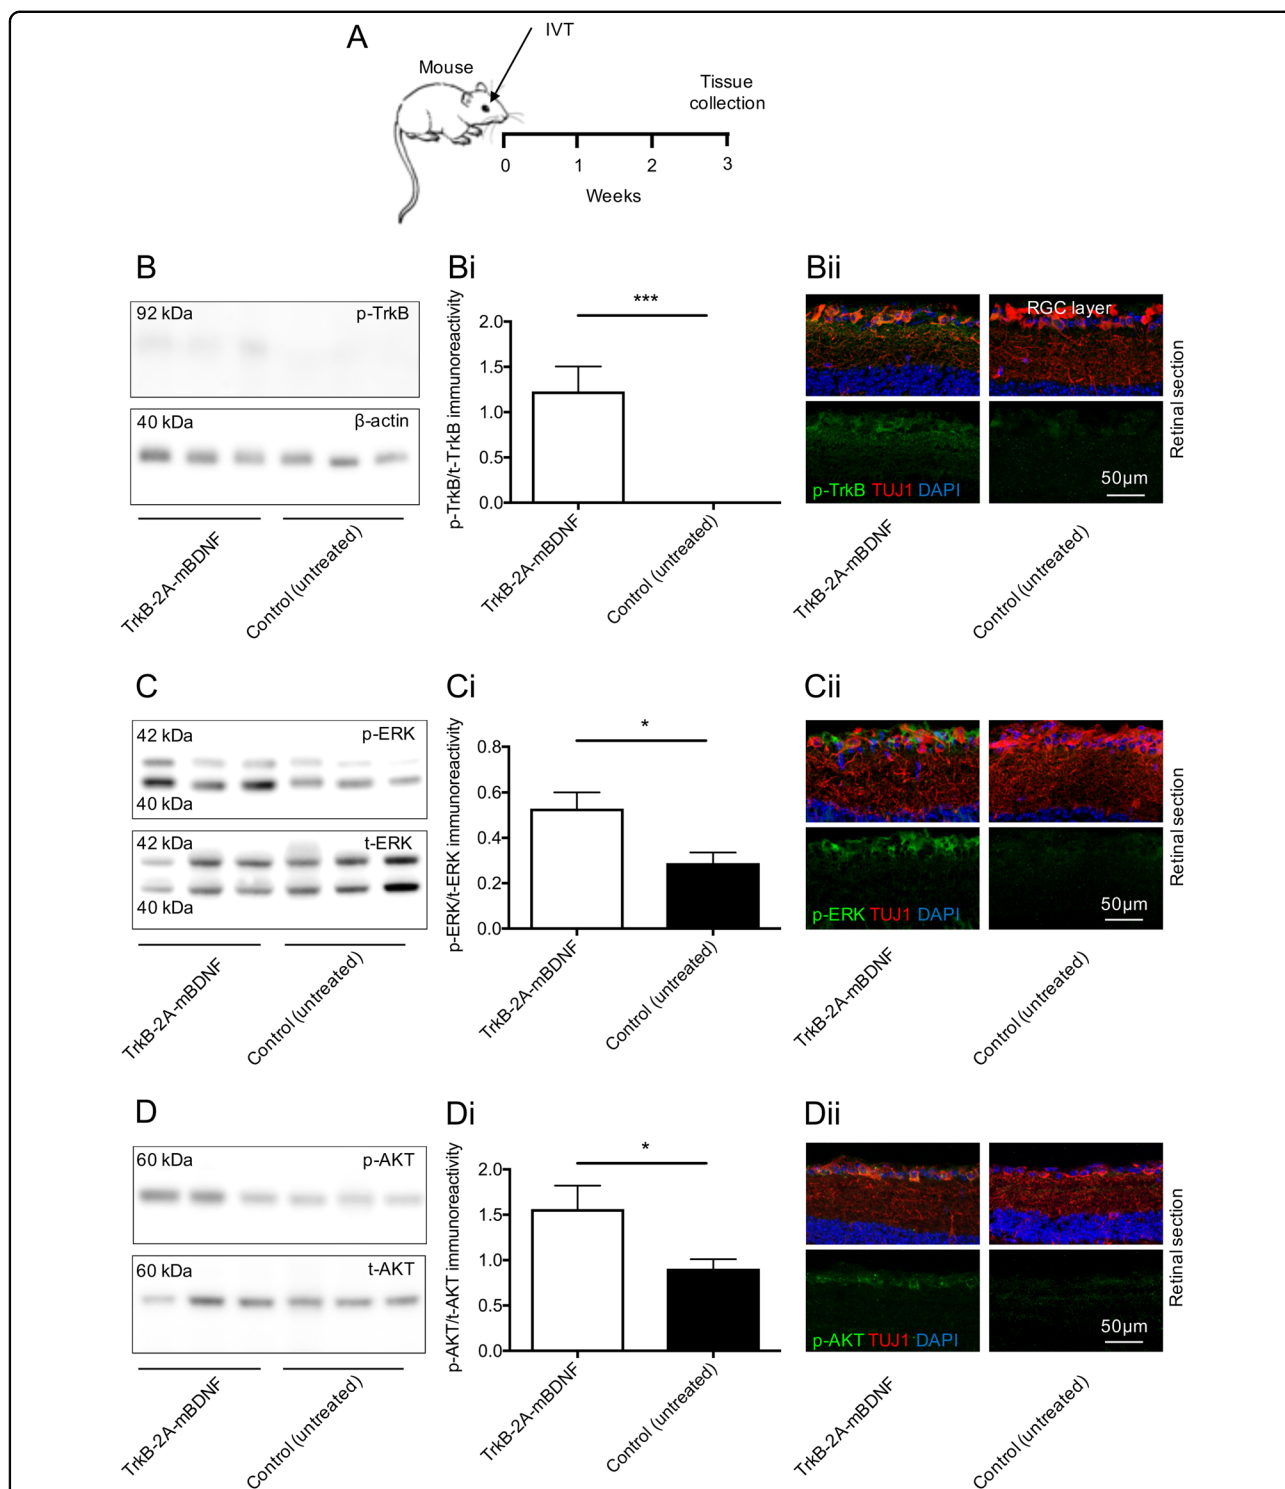 A
IVT
Mouse
Tissue
collection
0 1 2 3
Weeks
B
92 kDa
p-TrkB
40 kDa
β-actin
TrkB-2A-mBDNF
Control (untreated)
Bi
p-TrkB/t-TrkB immunoreactivity
***
2.0
1.5
1.0
0.5
0.0
TrkB-2A-mBDNF
Control (untreated)
Bii
RGC layer
p-TrkB TUJ1 DAPI
50μm
Retinal section
TrkB-2A-mBDNF
Control (untreated)
C
42 kDa
p-ERK
40 kDa
42 kDa
t-ERK
40 kDa
TrkB-2A-mBDNF
Control (untreated)
Ci
p-ERK/t-ERK immunoreactivity
*
0.8
0.6
0.4
0.2
0.0
TrkB-2A-mBDNF
Control (untreated)
Cii
p-ERK TUJ1 DAPI
50μm
Retinal section
TrkB-2A-mBDNF
Control (untreated)
D
60 kDa
p-AKT
60 kDa
t-AKT
TrkB-2A-mBDNF
Control (untreated)
Di
p-AKT/t-AKT immunoreactivity
*
2.0
1.5
1.0
0.5
0.0
TrkB-2A-mBDNF
Control (untreated)
Dii
p-AKT TUJ1 DAPI
50μm
Retinal section
TrkB-2A-mBDNF
Control (untreated)